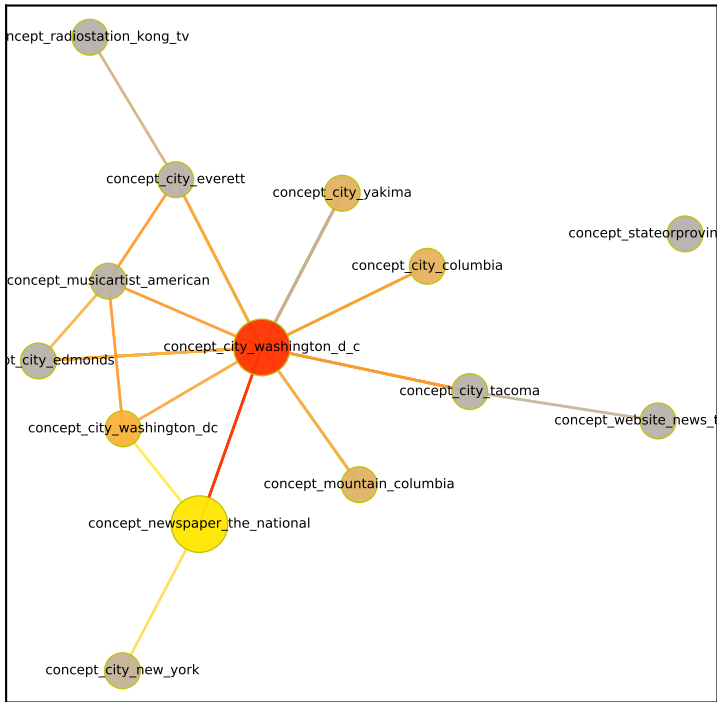 ncept_radiostation_kong_tv
concept_city_everett
concept_city_yakima
concept_stateorprovin
concept_city_columbia
concept_musicartist_american
concept_city_washington_d_c
pt_city_edmonds
concept_city_tacoma
concept_website_news_t
concept_city_washington_dc
concept_mountain_columbia
concept_newspaper_the_national
concept_city_new_york